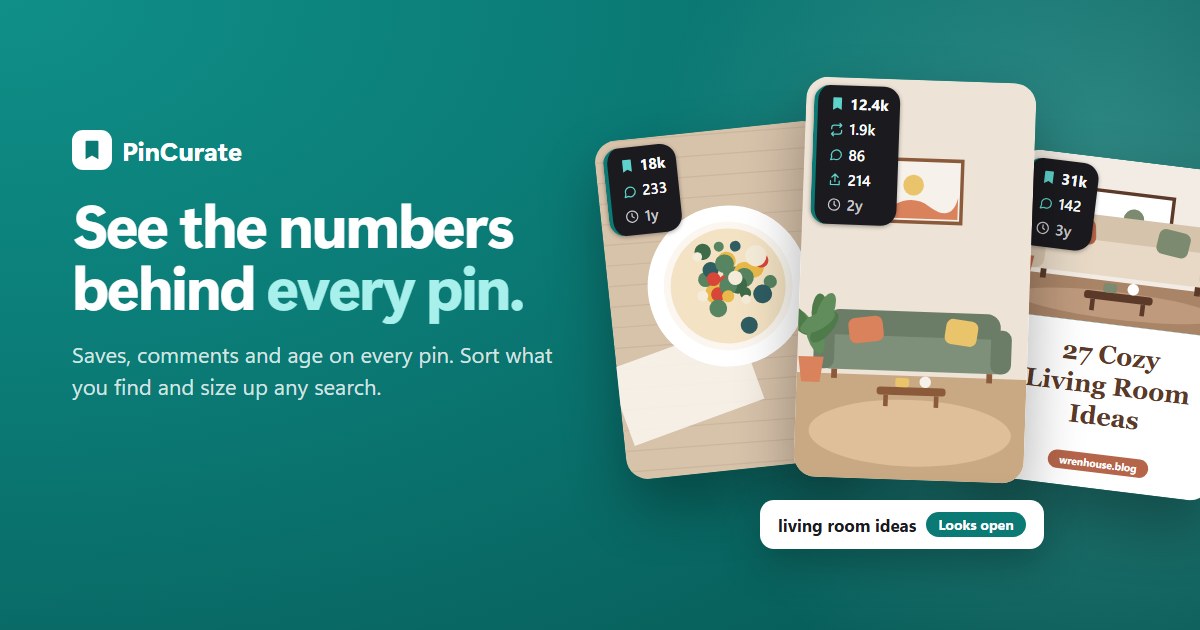 PinCurate
See the numbers
behind every pin.
Saves, comments and age on every pin. Sort what
you find and size up any search.
18k
233
1y
12.4k
1.9k
86
214
2y
31k
142
3y
27 Cozy
Living Room
Ideas
wrenhouse.blog
living room ideas Looks open